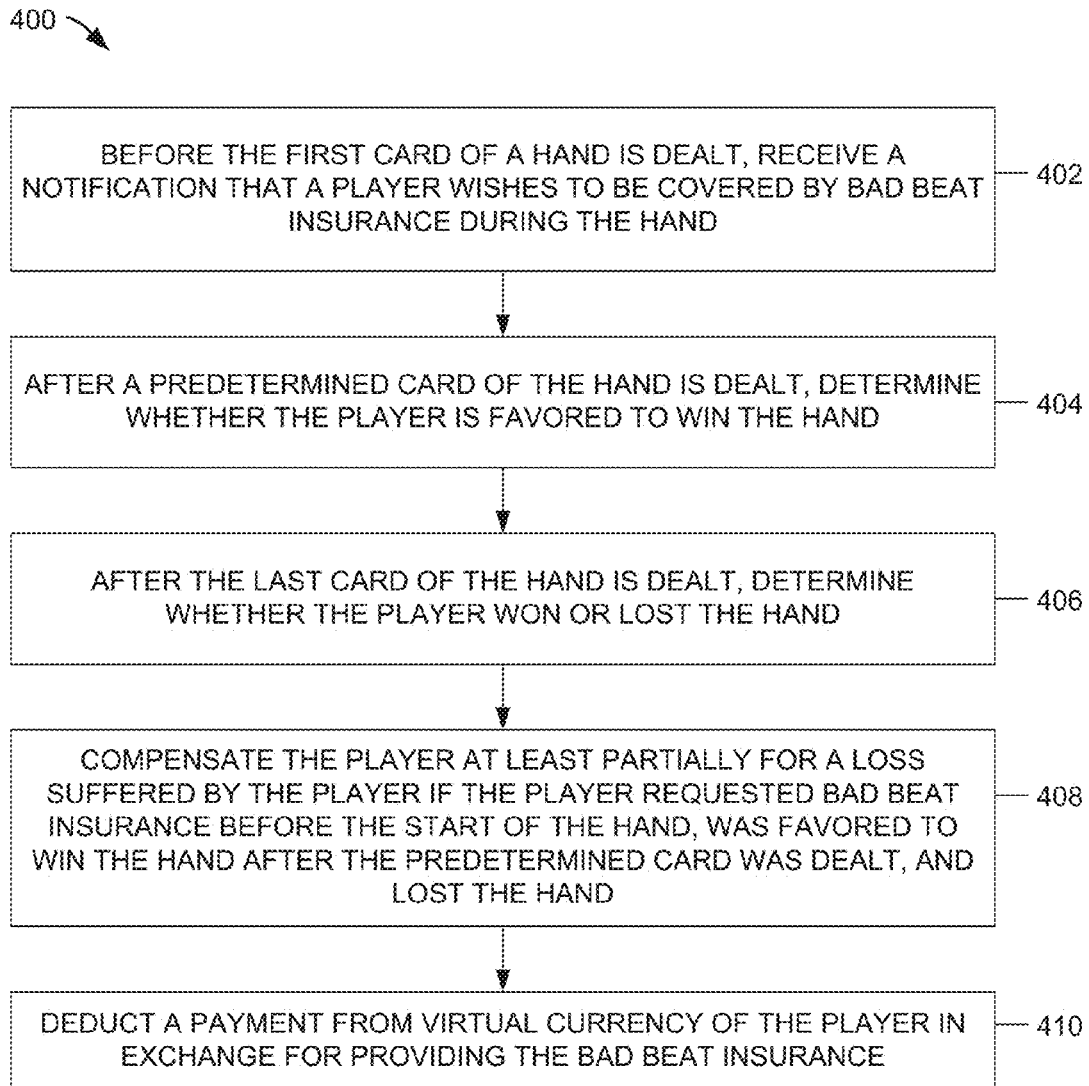 400
BEFORE THE FIRST CARD OF A HAND IS DEALT, RECEIVE A
NOTIFICATION THAT A PLAYER WISHES TO BE COVERED BY BAD BEAT
INSURANCE DURING THE HAND
402
AFTER A PREDETERMINED CARD OF THE HAND IS DEALT, DETERMINE
WHETHER THE PLAYER IS FAVORED TO WIN THE HAND
404
AFTER THE LAST CARD OF THE HAND IS DEALT, DETERMINE
WHETHER THE PLAYER WON OR LOST THE HAND
406
COMPENSATE THE PLAYER AT LEAST PARTIALLY FOR A LOSS
SUFFERED BY THE PLAYER IF THE PLAYER REQUESTED BAD BEAT
INSURANCE BEFORE THE START OF THE HAND, WAS FAVORED TO
WIN THE HAND AFTER THE PREDETERMINED CARD WAS DEALT, AND
LOST THE HAND
408
DEDUCT A PAYMENT FROM VIRTUAL CURRENCY OF THE PLAYER IN
EXCHANGE FOR PROVIDING THE BAD BEAT INSURANCE
410